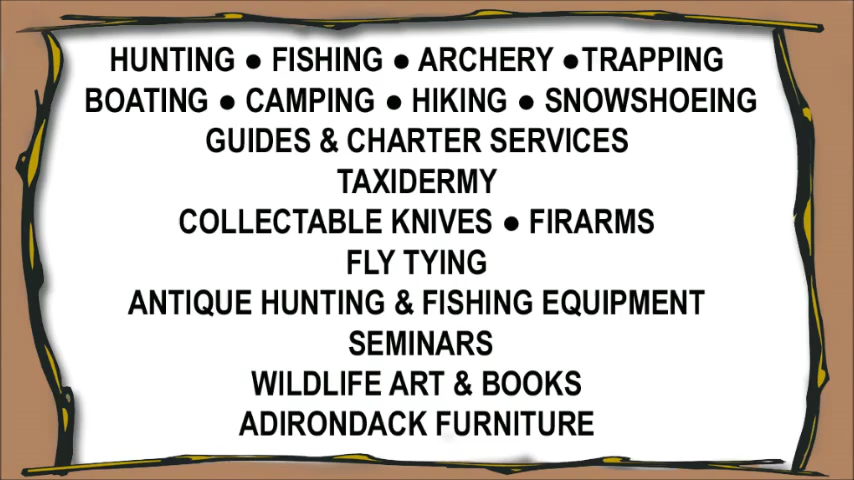 HUNTING ● FISHING ● ARCHERY ●TRAPPING
BOATING ● CAMPING ● HIKING ● SNOWSHOEING
GUIDES & CHARTER SERVICES
TAXIDERMY
COLLECTABLE KNIVES ● FIRARMS
FLY TYING
ANTIQUE HUNTING & FISHING EQUIPMENT
SEMINARS
WILDLIFE ART & BOOKS
ADIRONDACK FURNITURE